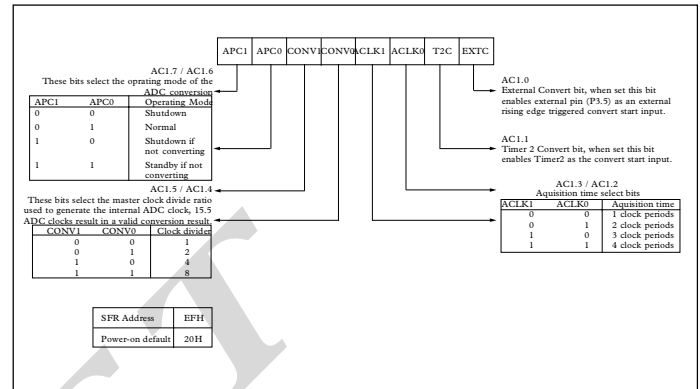 APC1 APC0 CONV1 CONV0 ACLK1 ACLK0 T2C EXTC
AC1.7 / AC1.6
These bits select the oprating mode of the
ADC conversion
APC1 APC0 Operating Mode
0 0 Shutdown
0 1 Normal
1 0 Shutdown if
not converting
1 1 Standby if not
converting
AC1.5 / AC1.4
These bits select the master clock divide ratio
used to generate the internal ADC clock, 15.5
ADC clocks result in a valid conversion result.
CONV1 CONV0 Clock divider
0 0 1
0 1 2
1 0 4
1 1 8
AC1.0
External Convert bit, when set this bit
enables external pin (P3.5) as an external
rising edge triggered convert start input.
AC1.1
Timer 2 Convert bit, when set this bit
enables Timer2 as the convert start input.
AC1.3 / AC1.2
Aquisition time select bits
ACLK1 ACLK0 Aquisition time
0 0 1 clock periods
0 1 2 clock periods
1 0 3 clock periods
1 1 4 clock periods
SFR Address EFH
Power-on default 20H